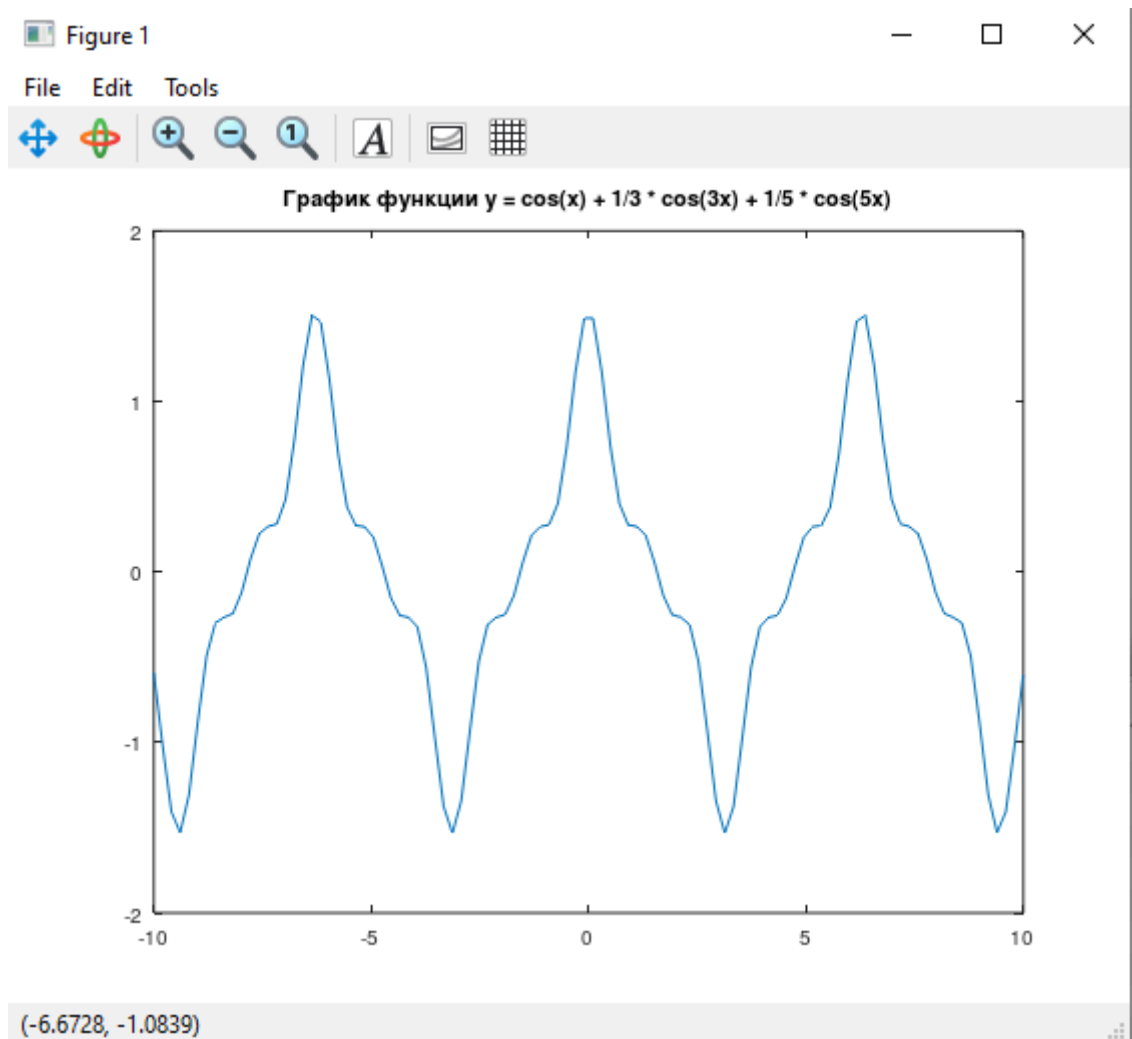 Figure 1
File Edit Tools
1 A
График функции y = cos(x) + 1/3 * cos(3x) + 1/5 * cos(5x)
2
1
0
-1
-2
-10 -5 0 5 10
(-6.6728, -1.0839)